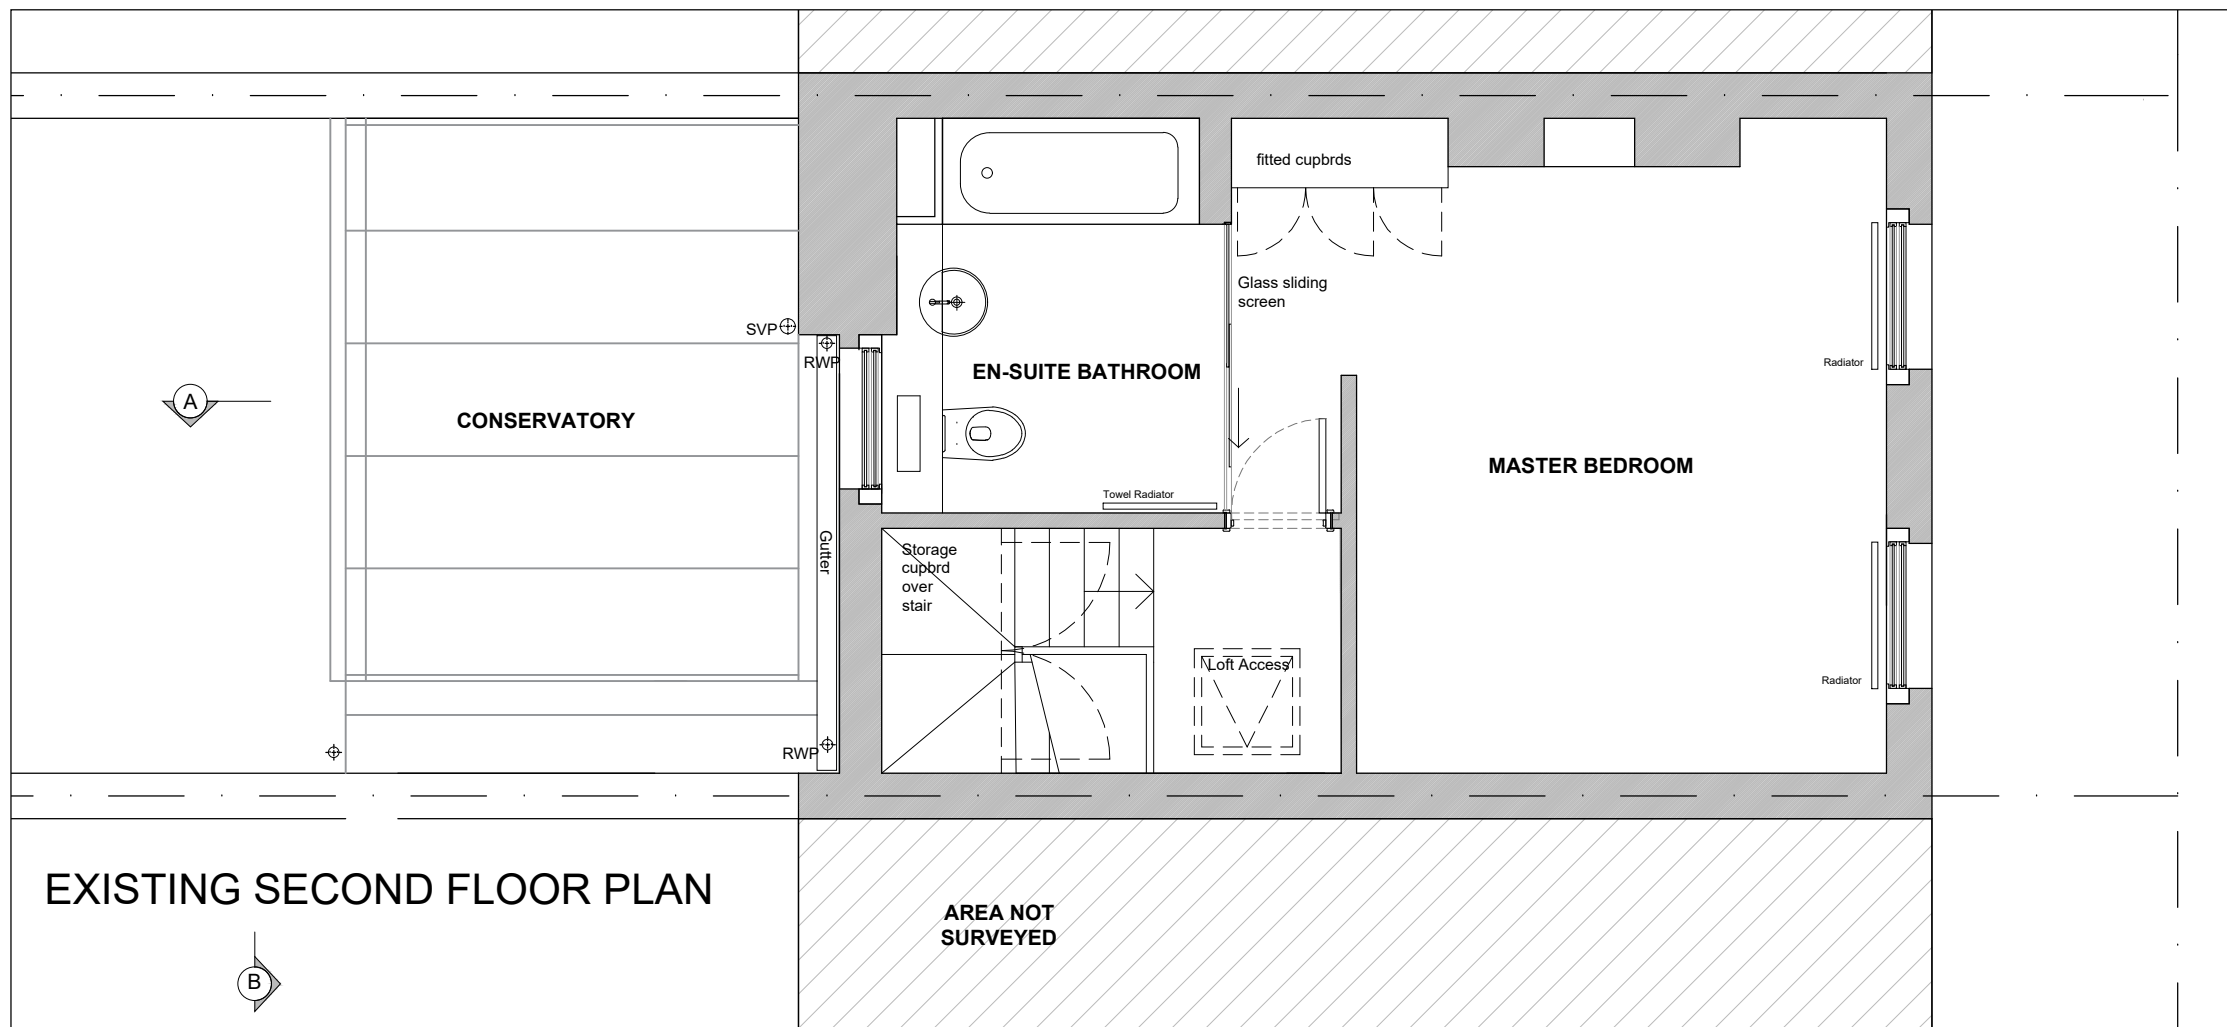 fitted cupbrds
Glass sliding
screen
SVP
RWP
EN-SUITE BATHROOM
Radiator
A
CONSERVATORY
MASTER BEDROOM
Towel Radiator
Gutter
Storage
cupbrd
over
stair
Loft Access
Radiator
RWP
EXISTING SECOND FLOOR PLAN
AREA NOT
SURVEYED
B